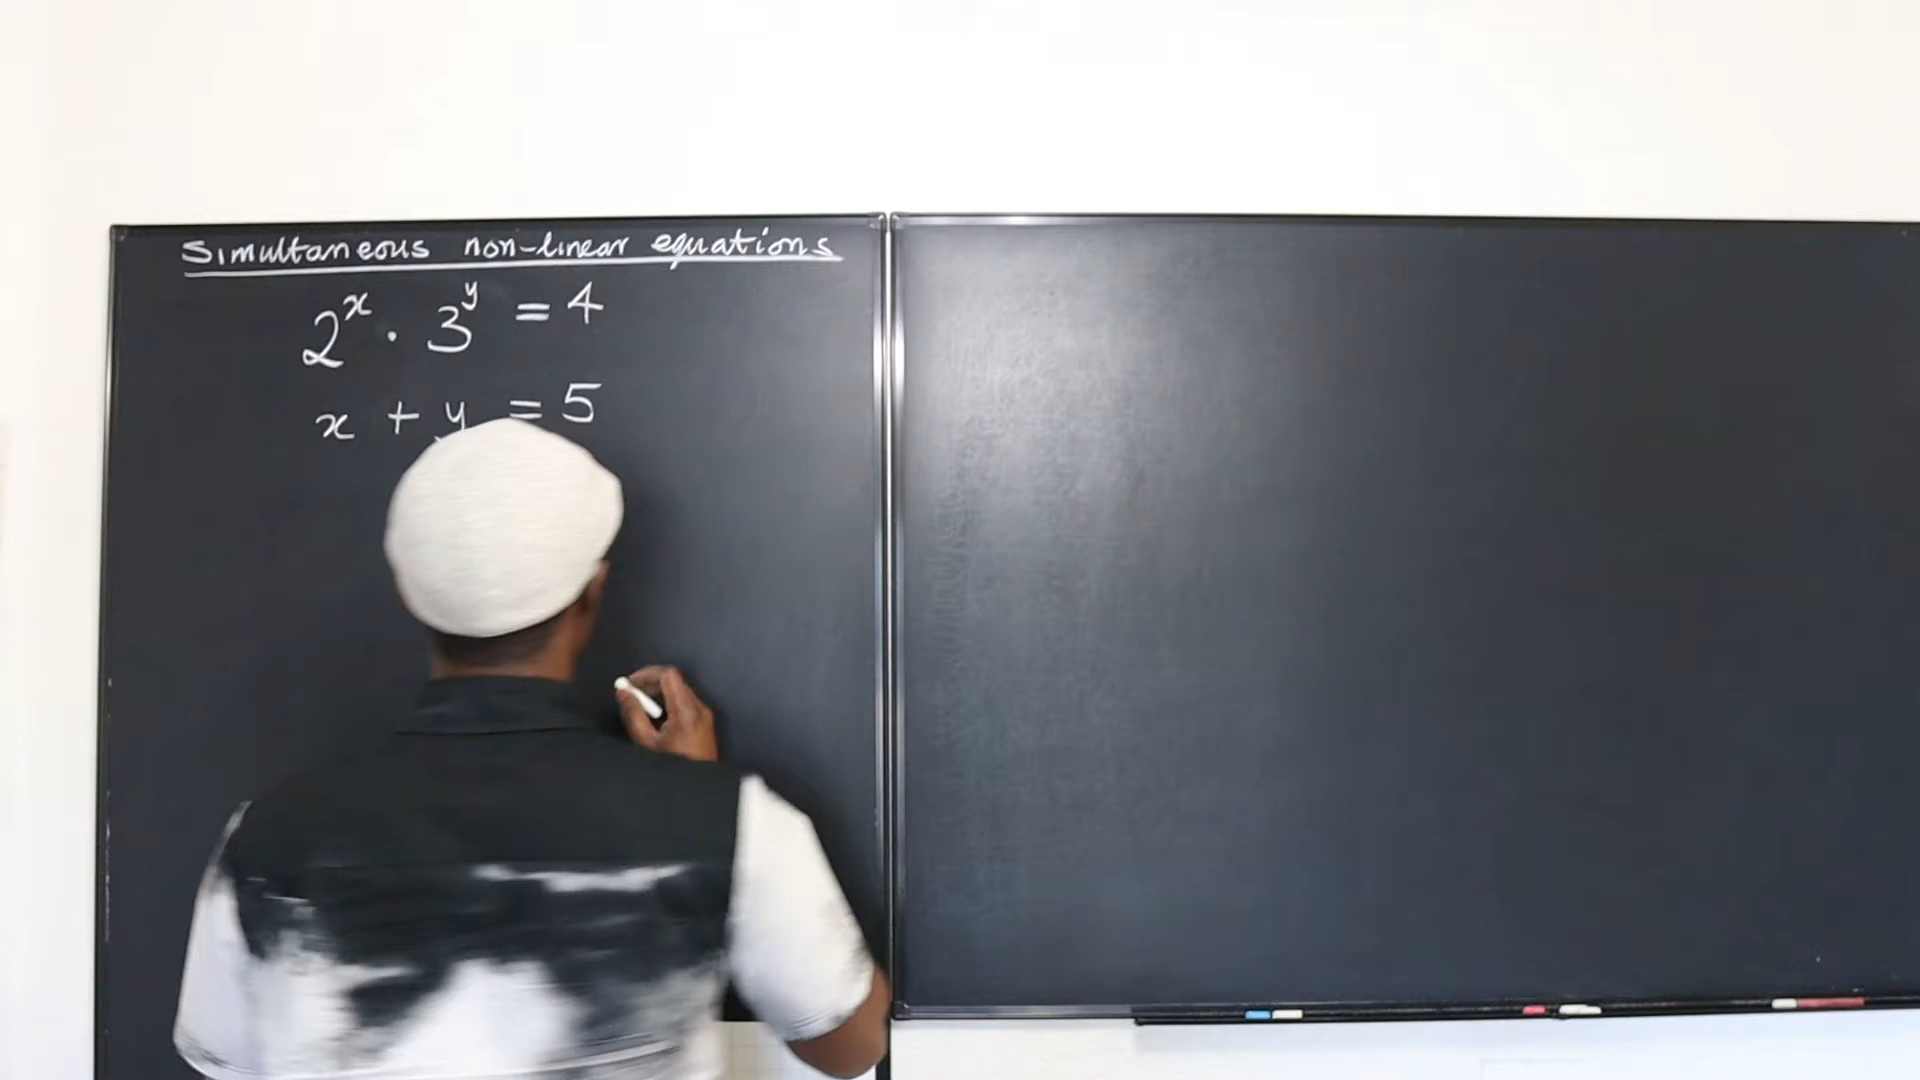 Simultaneous non-linear equations
2^x · 3^y = 4
x + y = 5